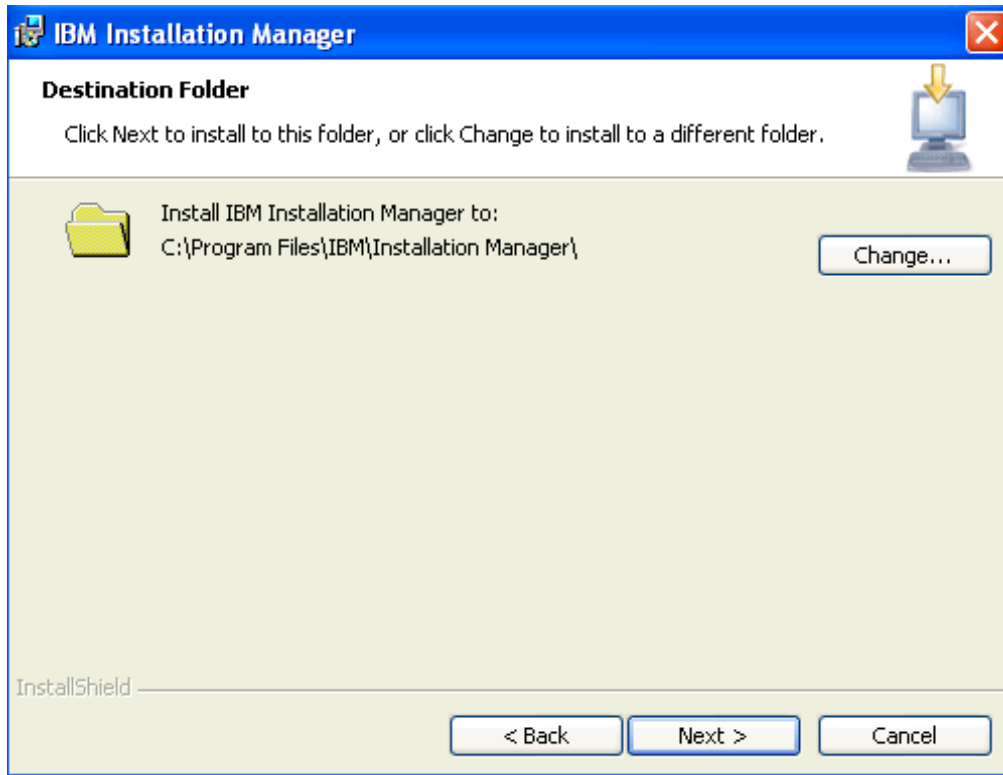 IBM Installation Manager
Destination Folder
Click Next to install to this folder, or click Change to install to a different folder.
Install IBM Installation Manager to:
C:\Program Files\IBM\Installation Manager\
Change...
InstallShield
< Back
Next >
Cancel